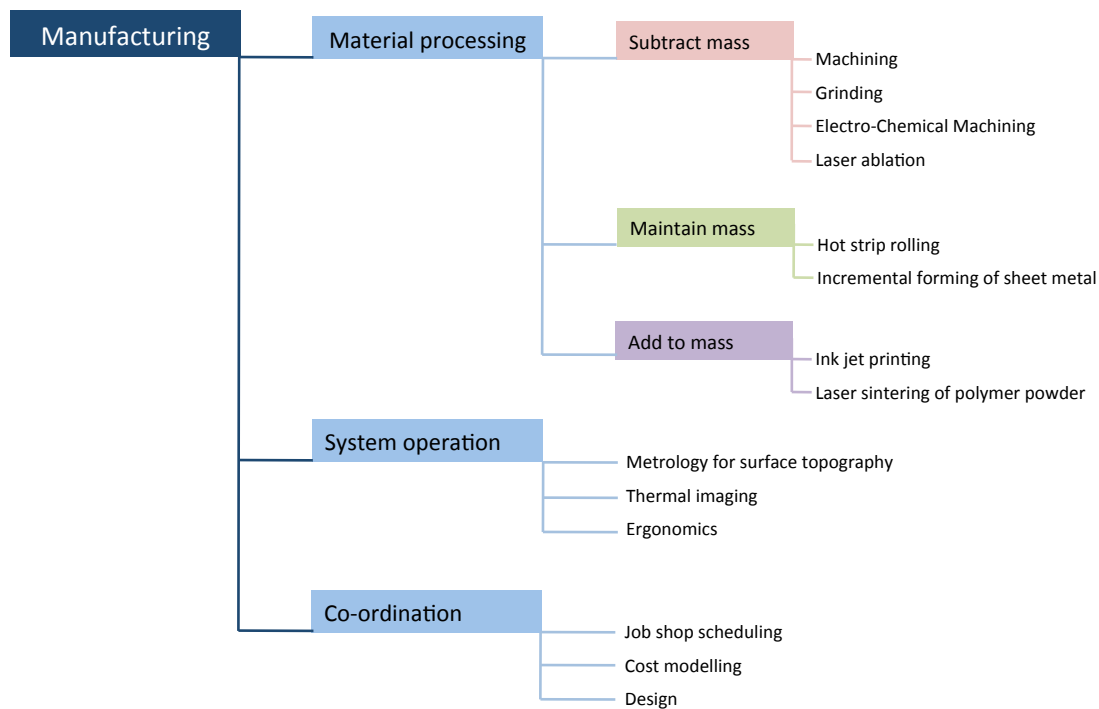 Manufacturing
Material processing
Subtract mass
Machining
Grinding
Electro-Chemical Machining
Laser ablation
Maintain mass
Hot strip rolling
Incremental forming of sheet metal
Add to mass
Ink jet printing
Laser sintering of polymer powder
System operation
Metrology for surface topography
Thermal imaging
Ergonomics
Co-ordination
Job shop scheduling
Cost modelling
Design